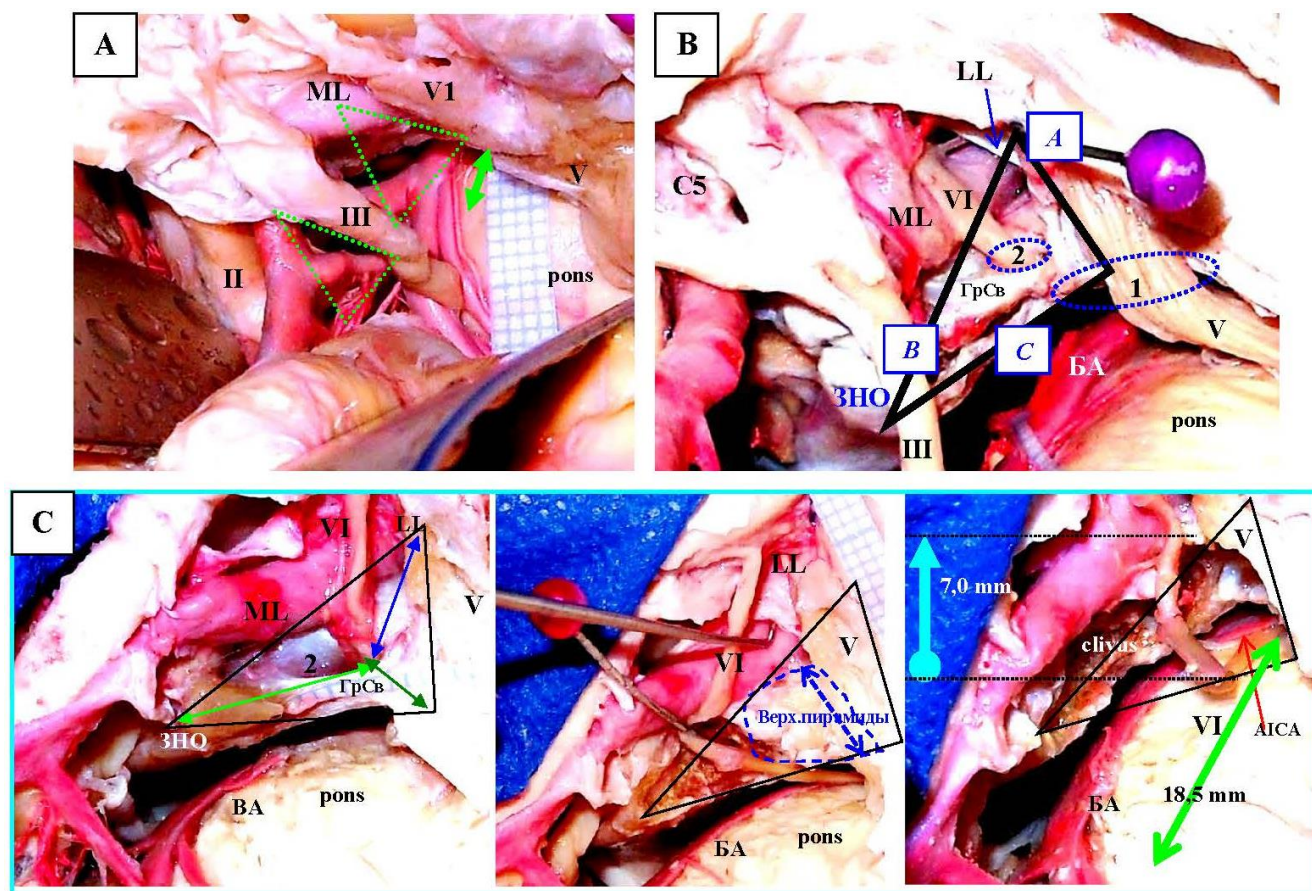 A
ML
V1
V
III
II
pons
B
LL
A
C5
VI
ML
2
ГрСв
1
V
B
C
БА
ЗНО
pons
III
C
VI
LL
ML
V
2
ГрСв
ЗНО
BA
pons
LL
VI
V
Верх.пирамиды
БА
pons
V
7,0 mm
clivas
VI
AICA
БА
18.5 mm